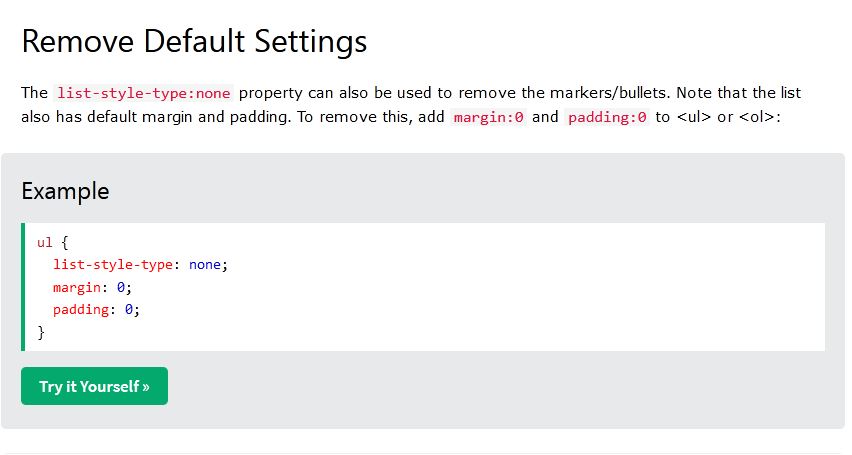 Remove Default Settings
The list-style-type:none property can also be used to remove the markers/bullets. Note that the list
also has default margin and padding. To remove this, add margin:0 and padding:0 to <ul> or <ol>:
Example
ul {
  list-style-type: none;
  margin: 0;
  padding: 0;
}
Try it Yourself »